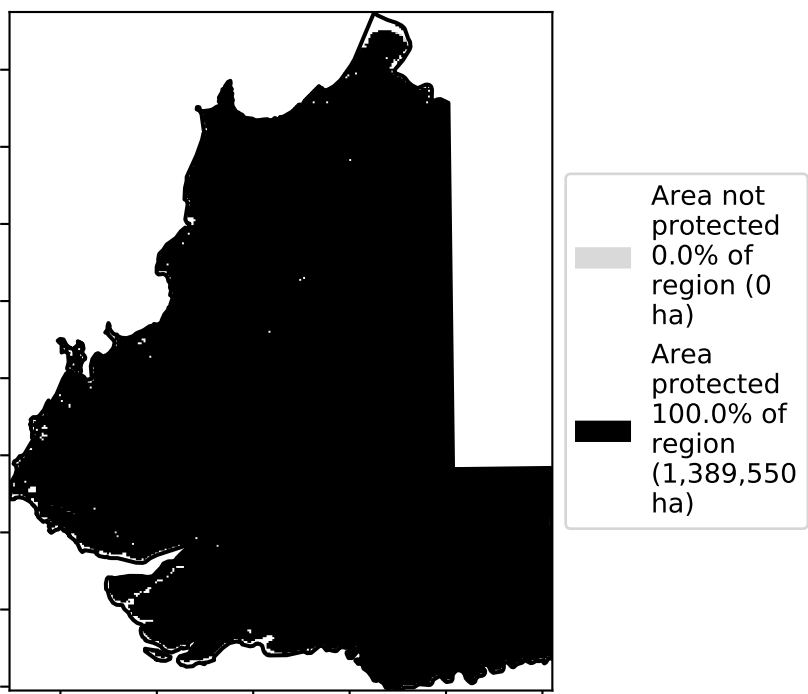 Area not
protected
0.0% of
region (0
ha)
Area
protected
100.0% of
region
(1,389,550
ha)